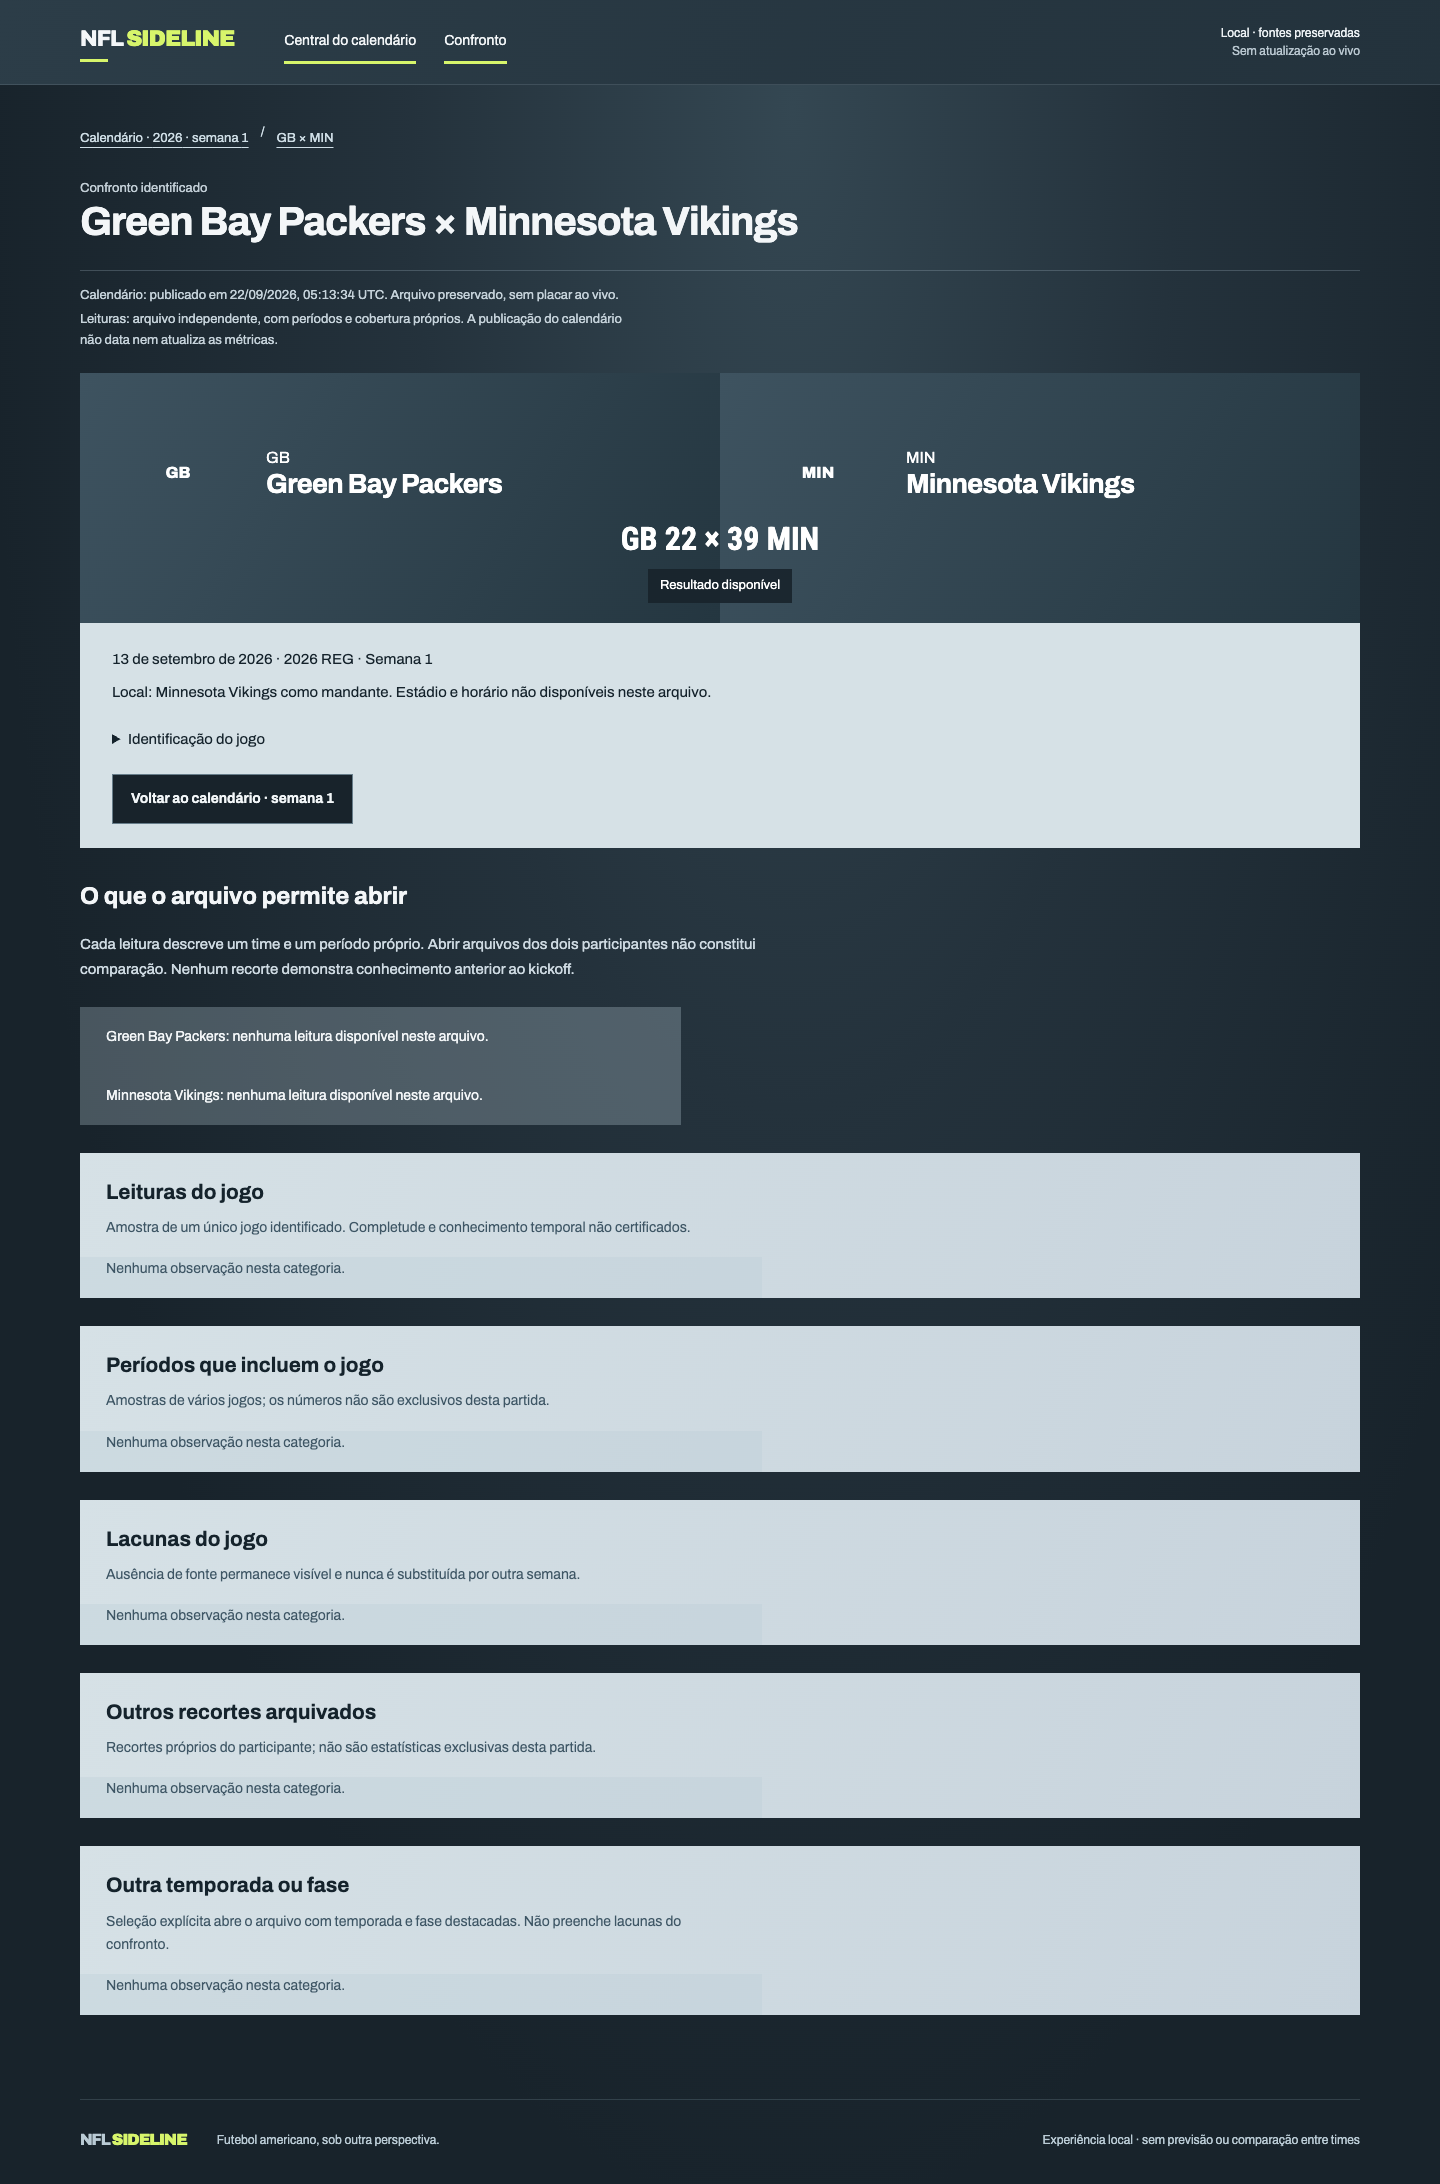 NFL SIDELINE
Central do calendário
Confronto
Local · fontes preservadas
Sem atualização ao vivo
Calendário · 2026 · semana 1 / GB × MIN
Confronto identificado
Green Bay Packers × Minnesota Vikings
Calendário: publicado em 22/09/2026, 05:13:34 UTC. Arquivo preservado, sem placar ao vivo.
Leituras: arquivo independente, com períodos e cobertura próprios. A publicação do calendário
não data nem atualiza as métricas.
GB
GB
Green Bay Packers
MIN
MIN
Minnesota Vikings
GB 22 × 39 MIN
Resultado disponível
13 de setembro de 2026 · 2026 REG · Semana 1
Local: Minnesota Vikings como mandante. Estádio e horário não disponíveis neste arquivo.
Identificação do jogo
Voltar ao calendário · semana 1
O que o arquivo permite abrir
Cada leitura descreve um time e um período próprio. Abrir arquivos dos dois participantes não constitui
comparação. Nenhum recorte demonstra conhecimento anterior ao kickoff.
Green Bay Packers: nenhuma leitura disponível neste arquivo.
Minnesota Vikings: nenhuma leitura disponível neste arquivo.
Leituras do jogo
Amostra de um único jogo identificado. Completude e conhecimento temporal não certificados.
Nenhuma observação nesta categoria.
Períodos que incluem o jogo
Amostras de vários jogos; os números não são exclusivos desta partida.
Nenhuma observação nesta categoria.
Lacunas do jogo
Ausência de fonte permanece visível e nunca é substituída por outra semana.
Nenhuma observação nesta categoria.
Outros recortes arquivados
Recortes próprios do participante; não são estatísticas exclusivas desta partida.
Nenhuma observação nesta categoria.
Outra temporada ou fase
Seleção explícita abre o arquivo com temporada e fase destacadas. Não preenche lacunas do
confronto.
Nenhuma observação nesta categoria.
NFL SIDELINE
Futebol americano, sob outra perspectiva.
Experiência local · sem previsão ou comparação entre times